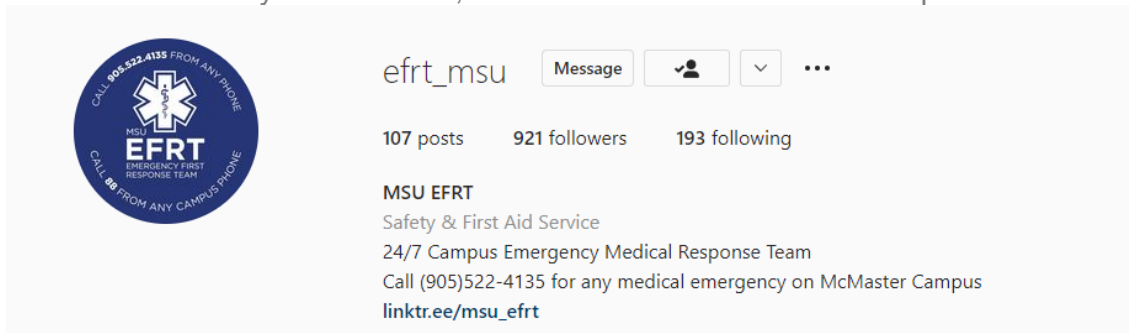 CALL 905.522.4135 FROM ANY PHONE
MSU
EFRT
EMERGENCY FIRST
RESPONSE TEAM
CALL 88 FROM ANY CAMPUS PHONE
efrt_msu Message
107 posts 921 followers 193 following
MSU EFRT
Safety & First Aid Service
24/7 Campus Emergency Medical Response Team
Call (905)522-4135 for any medical emergency on McMaster Campus
linktr.ee/msu_efrt